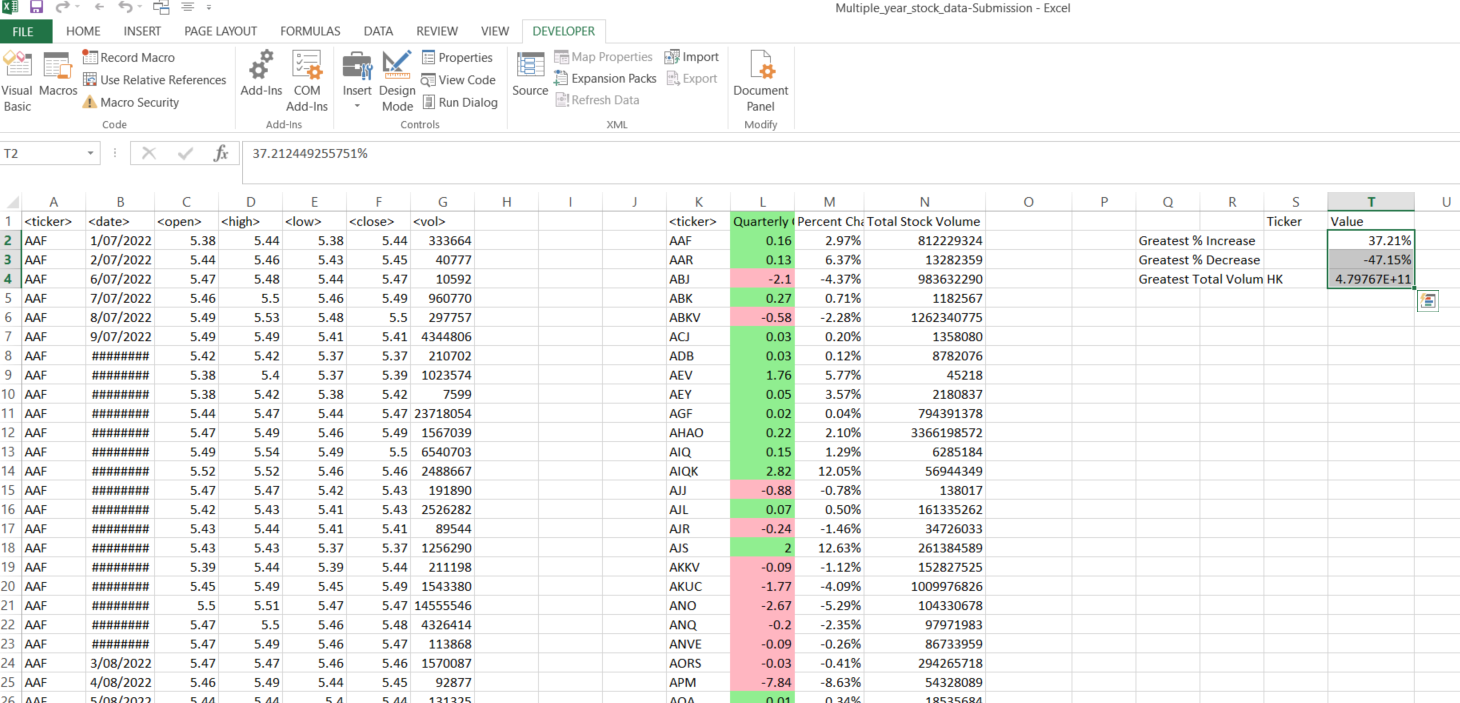 Multiple_year_stock_data-Submission - Excel
FILE HOME INSERT PAGE LAYOUT FORMULAS DATA REVIEW VIEW DEVELOPER
Visual Basic
Macros
Record Macro
Use Relative References
Macro Security
Code
Add-Ins
COM Add-Ins
Add-Ins
Insert
Design Mode
Properties
View Code
Run Dialog
Controls
Source
Map Properties
Expansion Packs
Refresh Data
Import
Export
XML
Document Panel
Modify
T2 fx 37.212449255751%
A B C D E F G H I J K L M N O P Q R S T U
1 <ticker> <date> <open> <high> <low> <close> <vol> <ticker> Quarterly ( Percent Cha Total Stock Volume Ticker Value
2 AAF 1/07/2022 5.38 5.44 5.38 5.44 333664 AAF 0.16 2.97% 812229324 Greatest % Increase 37.21%
3 AAF 2/07/2022 5.44 5.46 5.43 5.45 40777 AAR 0.13 6.37% 13282359 Greatest % Decrease -47.15%
4 AAF 6/07/2022 5.47 5.48 5.44 5.47 10592 ABJ -2.1 -4.37% 983632290 Greatest Total Volum HK 4.79767E+11
5 AAF 7/07/2022 5.46 5.5 5.46 5.49 960770 ABK 0.27 0.71% 1182567
6 AAF 8/07/2022 5.49 5.53 5.48 5.5 297757 ABKV -0.58 -2.28% 1262340775
7 AAF 9/07/2022 5.49 5.49 5.41 5.41 4344806 ACJ 0.03 0.20% 1358080
8 AAF ######## 5.42 5.42 5.37 5.37 210702 ADB 0.03 0.12% 8782076
9 AAF ######## 5.38 5.4 5.37 5.39 1023574 AEV 1.76 5.77% 45218
10 AAF ######## 5.38 5.42 5.38 5.42 7599 AEY 0.05 3.57% 2180837
11 AAF ######## 5.44 5.47 5.44 5.47 23718054 AGF 0.02 0.04% 794391378
12 AAF ######## 5.47 5.49 5.46 5.49 1567039 AHAO 0.22 2.10% 3366198572
13 AAF ######## 5.49 5.54 5.49 5.5 6540703 AIQ 0.15 1.29% 6285184
14 AAF ######## 5.52 5.52 5.46 5.46 2488667 AIQK 2.82 12.05% 56944349
15 AAF ######## 5.47 5.47 5.42 5.43 191890 AJJ -0.88 -0.78% 138017
16 AAF ######## 5.42 5.43 5.41 5.43 2526282 AJL 0.07 0.50% 161335262
17 AAF ######## 5.43 5.44 5.41 5.41 89544 AJR -0.24 -1.46% 34726033
18 AAF ######## 5.43 5.43 5.37 5.37 1256290 AJS 2 12.63% 261384589
19 AAF ######## 5.39 5.44 5.39 5.44 211198 AKKV -0.09 -1.12% 152827525
20 AAF ######## 5.45 5.49 5.45 5.49 1543380 AKUC -1.77 -4.09% 1009976826
21 AAF ######## 5.5 5.51 5.47 5.47 14555546 ANO -2.67 -5.29% 104330678
22 AAF ######## 5.47 5.5 5.46 5.48 4326414 ANQ -0.2 -2.35% 97971983
23 AAF ######## 5.47 5.49 5.46 5.47 113868 ANVE -0.09 -0.26% 86733959
24 AAF 3/08/2022 5.47 5.47 5.46 5.46 1570087 AORS -0.03 -0.41% 294265718
25 AAF 4/08/2022 5.46 5.49 5.44 5.45 92877 APM -7.84 -8.63% 54328089
26 AAF 5/08/2022 5.44 5.44 5.4 5.44 131325 AQA 0.01 0.34% 18535684